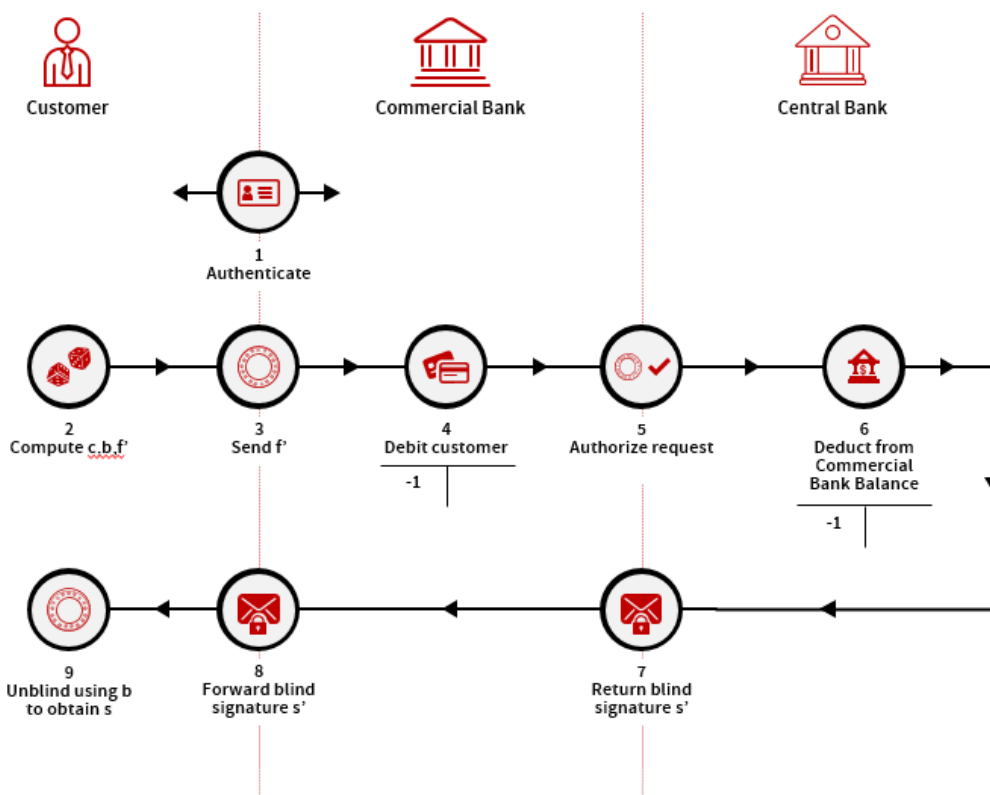 Customer
Commercial Bank
Central Bank
1
Authenticate
2
Compute c,b,f’
3
Send f’
4
Debit customer
-1
5
Authorize request
6
Deduct from
Commercial
Bank Balance
-1
9
Unblind using b
to obtain s
8
Forward blind
signature s’
7
Return blind
signature s’